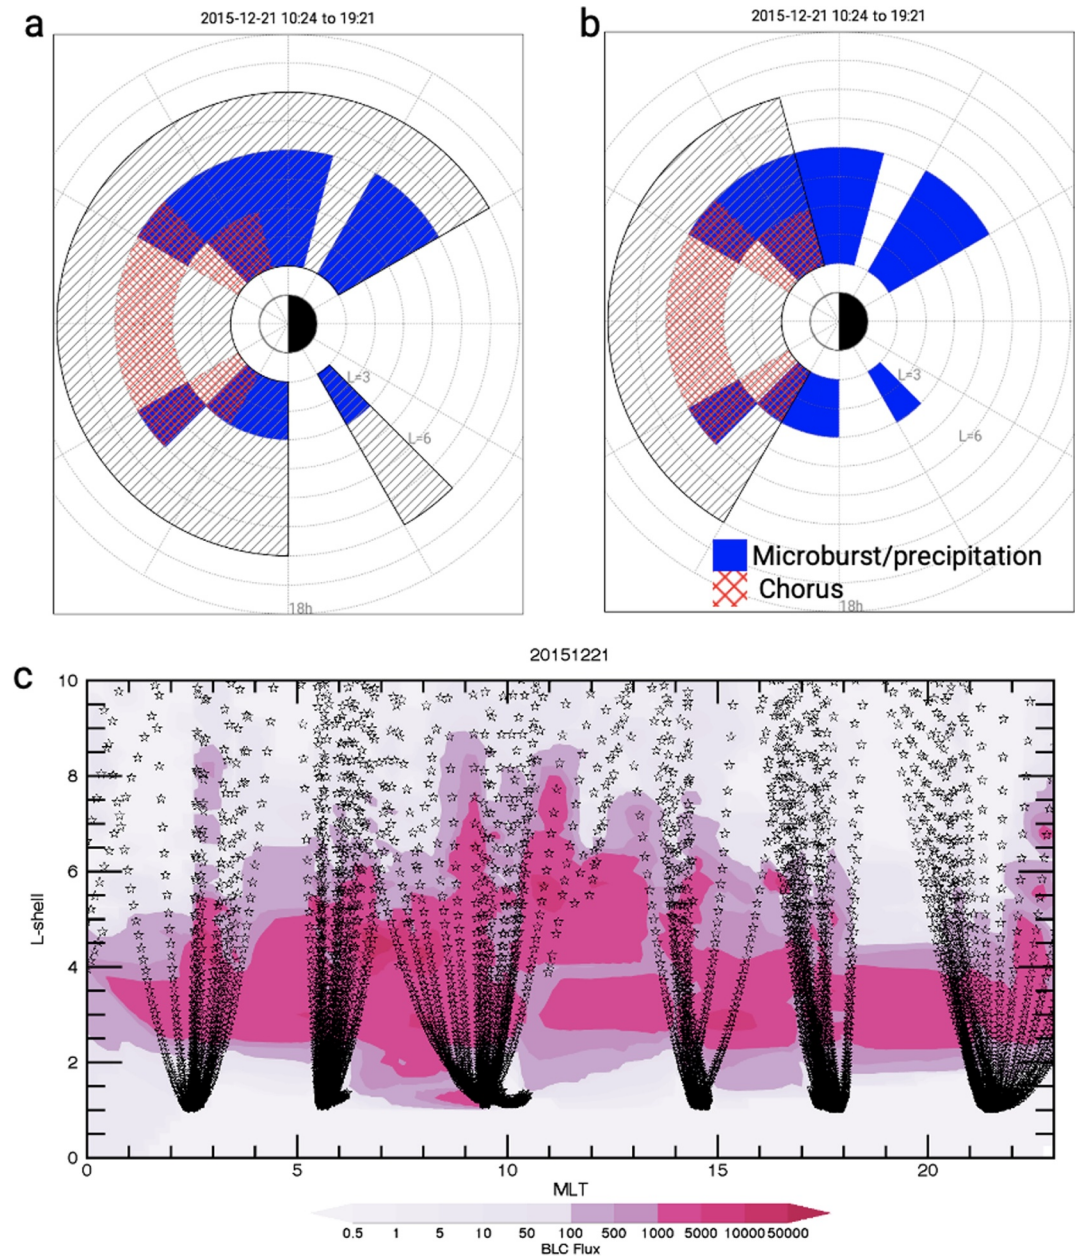 a
2015-12-21 10:24 to 19:21
L=3
L=6
18h
b
2015-12-21 10:24 to 19:21
L=3
L=6
Microburst/precipitation
Chorus
18h
c
20151221
10
8
6
4
2
0
L-shell
0 5 10 15 20
MLT
0.5 1 5 10 50 100 500 1000 5000 10000 50000
BLC Flux